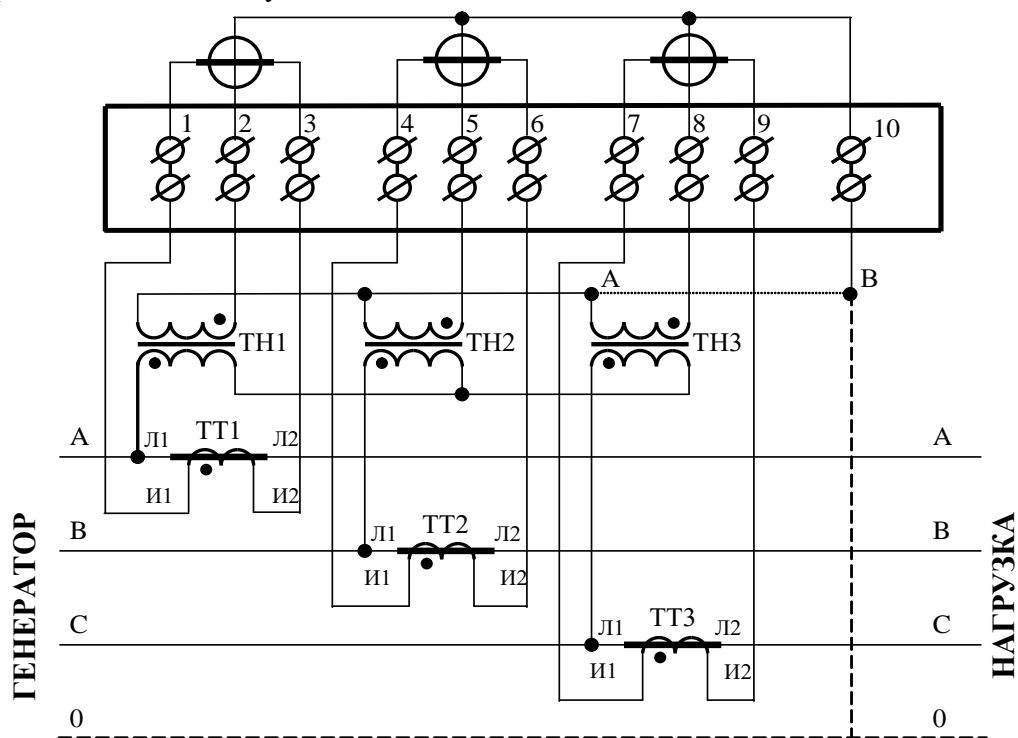 1 2 3 4 5 6 7 8 9 10
А В
ТН1 ТН2 ТН3
А Л1 ТТ1 Л2 А
И1 И2
В Л1 ТТ2 Л2 В
И1 И2
С Л1 ТТ3 Л2 С
И1 И2
0 0
ГЕНЕРАТОР
НАГРУЗКА